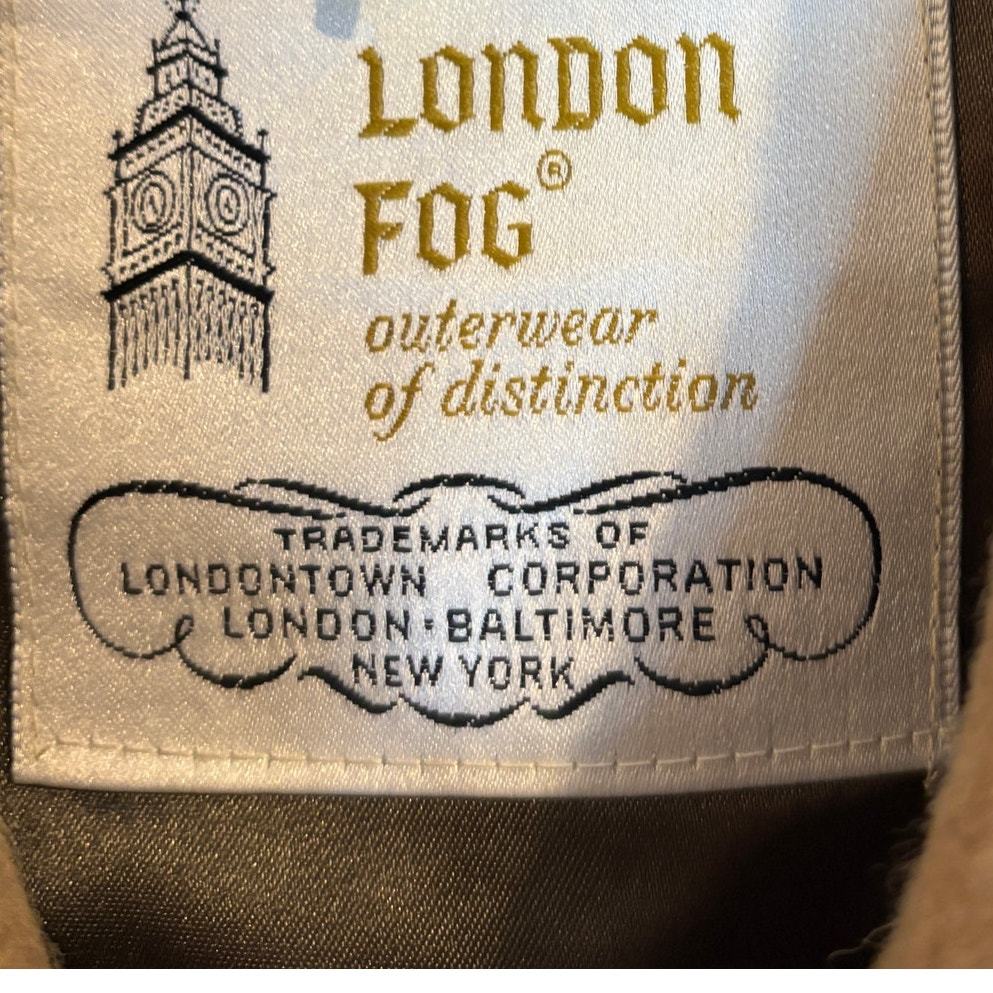 LONDON
FOG®
outerwear
of distinction
TRADEMARKS OF
LONDONTOWN CORPORATION
LONDON·BALTIMORE
NEW YORK